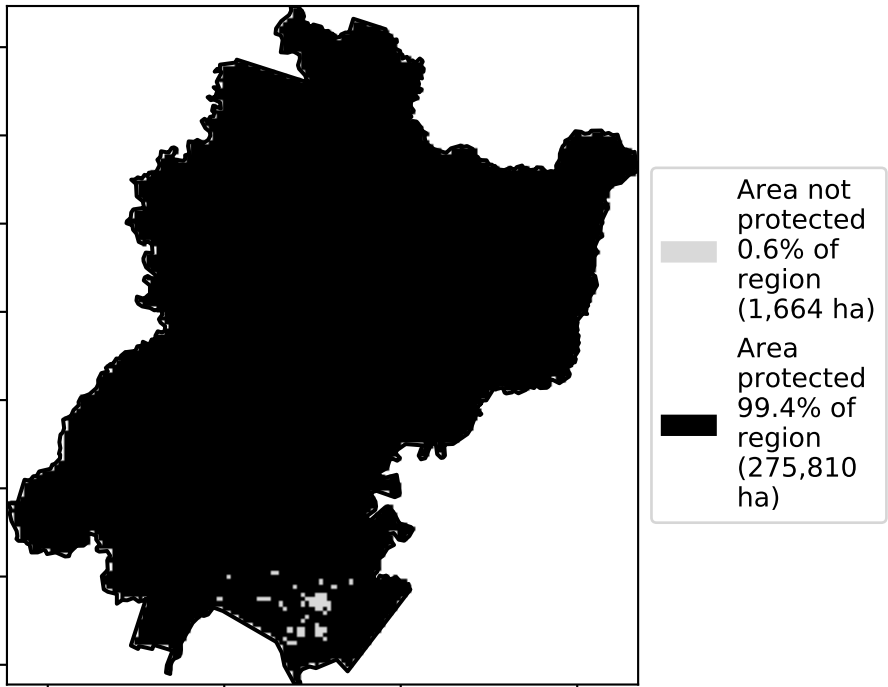 Area not
protected
0.6% of
region
(1,664 ha)
Area
protected
99.4% of
region
(275,810
ha)